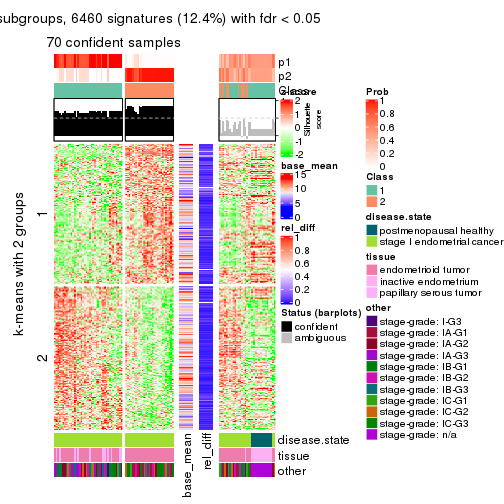 subgroups, 6460 signatures (12.4%) with fdr < 0.05
70 confident samples
p1
p2
Class
z-score
2
1
0
-1
-2
Silhouette
score
base_mean
15
10
5
0
rel_diff
1
0.8
0.6
0.4
0.2
0
Status (barplots)
confident
ambiguous
Prob
1
0.8
0.6
0.4
0.2
0
Class
1
2
disease.state
postmenopausal healthy
stage I endometrial cancer
tissue
endometrioid tumor
inactive endometrium
papillary serous tumor
other
stage-grade: I-G3
stage-grade: IA-G1
stage-grade: IA-G2
stage-grade: IA-G3
stage-grade: IB-G1
stage-grade: IB-G2
stage-grade: IB-G3
stage-grade: IC-G1
stage-grade: IC-G2
stage-grade: IC-G3
stage-grade: n/a
k-means with 2 groups
1
2
disease.state
tissue
other
base_mean
rel_diff